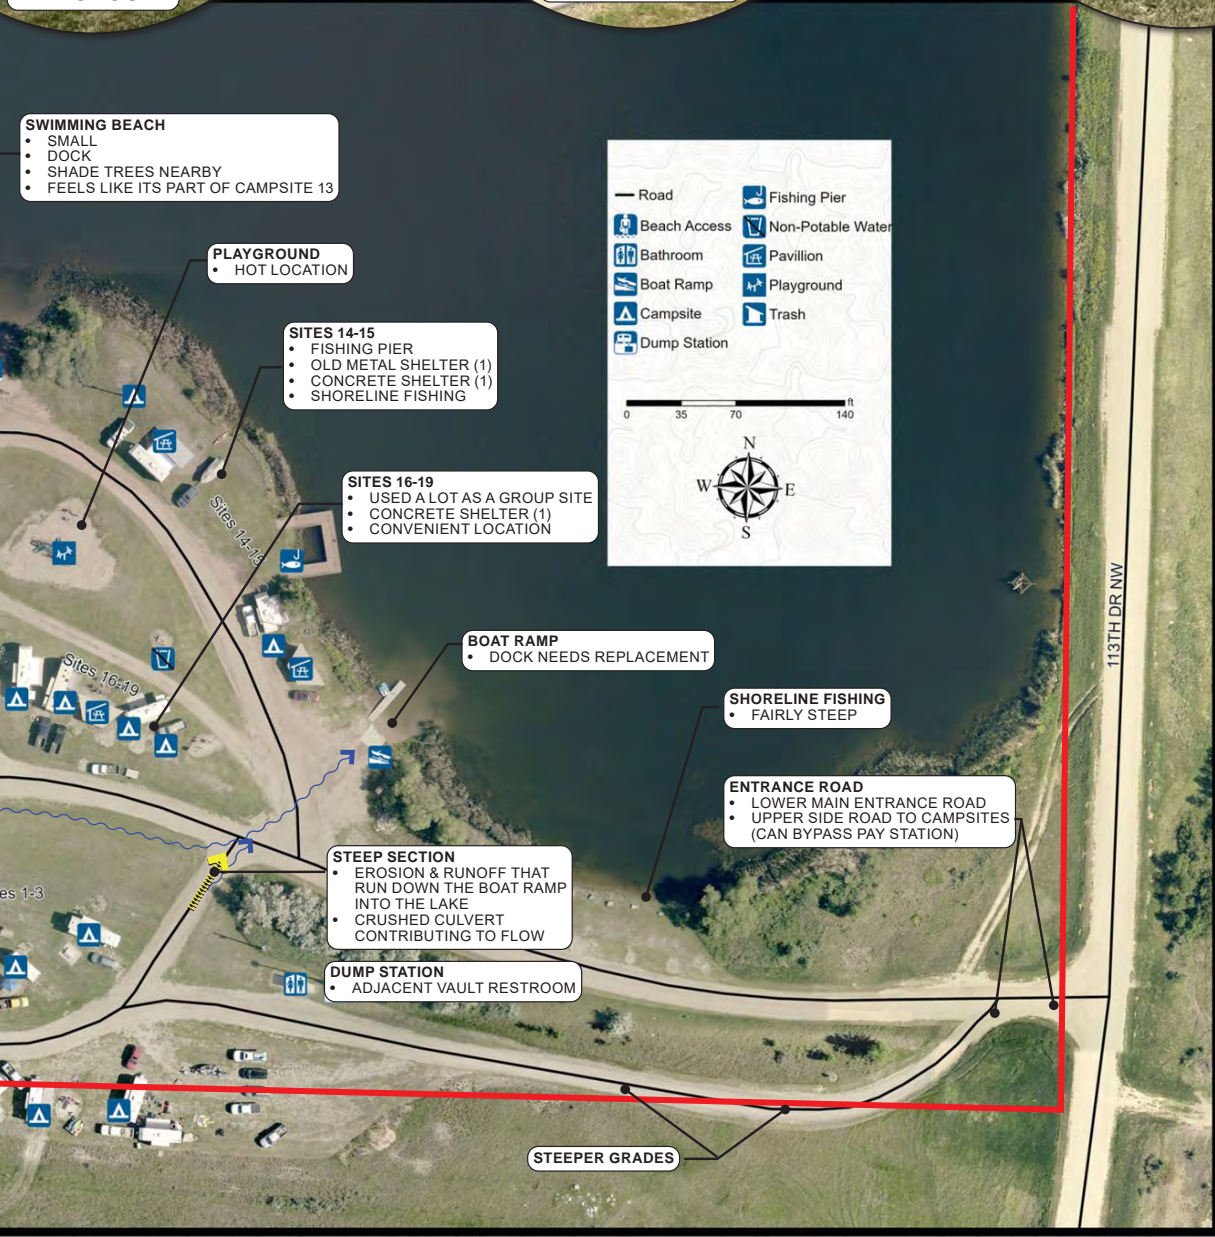 SWIMMING BEACH
• SMALL
• DOCK
• SHADE TREES NEARBY
• FEELS LIKE ITS PART OF CAMPSITE 13
PLAYGROUND
• HOT LOCATION
SITES 14-15
• FISHING PIER
• OLD METAL SHELTER (1)
• CONCRETE SHELTER (1)
• SHORELINE FISHING
SITES 16-19
• USED A LOT AS A GROUP SITE
• CONCRETE SHELTER (1)
• CONVENIENT LOCATION
Road
Beach Access
Bathroom
Boat Ramp
Campsite
Dump Station
Fishing Pier
Non-Potable Water
Pavillion
Playground
Trash
ft
0 35 70 140
N
W E
S
Sites 14-15
Sites 16-19
113TH DR NW
BOAT RAMP
• DOCK NEEDS REPLACEMENT
SHORELINE FISHING
• FAIRLY STEEP
ENTRANCE ROAD
• LOWER MAIN ENTRANCE ROAD
• UPPER SIDE ROAD TO CAMPSITES
(CAN BYPASS PAY STATION)
STEEP SECTION
• EROSION & RUNOFF THAT
RUN DOWN THE BOAT RAMP
INTO THE LAKE
• CRUSHED CULVERT
CONTRIBUTING TO FLOW
es 1-3
DUMP STATION
• ADJACENT VAULT RESTROOM
STEEPER GRADES